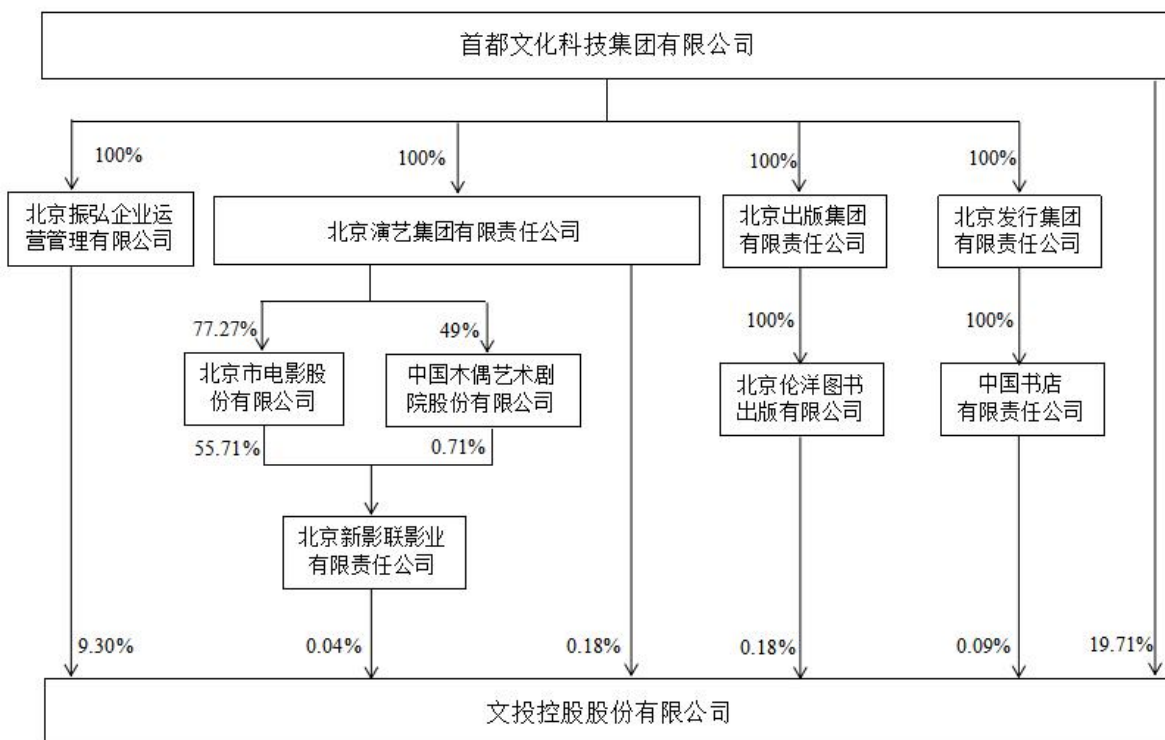 首都文化科技集团有限公司
100%
100%
100%
100%
北京振弘企业运
营管理有限公司
北京演艺集团有限责任公司
北京出版集团
有限责任公司
北京发行集团
有限责任公司
77.27%
49%
100%
100%
北京市电影股
份有限公司
中国木偶艺术剧
院股份有限公司
北京伦洋图书
出版有限公司
中国书店
有限责任公司
55.71%
0.71%
北京新影联影业
有限责任公司
9.30%
0.04%
0.18%
0.18%
0.09%
19.71%
文投控股股份有限公司